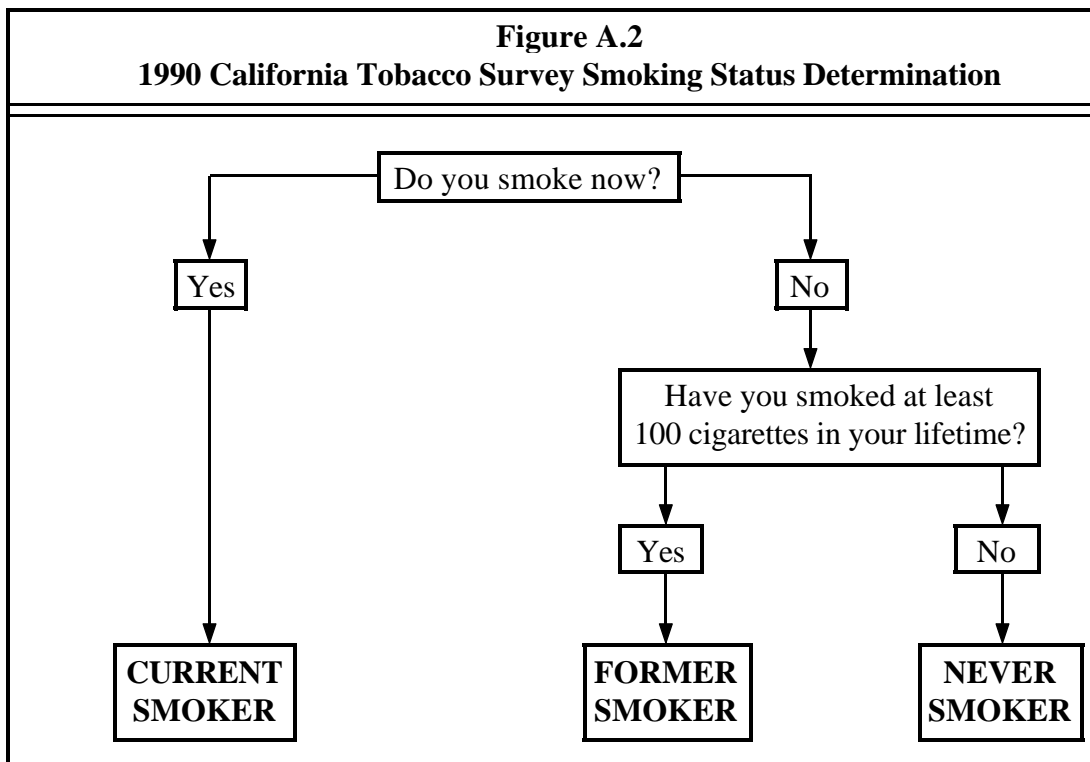 Figure A.2
1990 California Tobacco Survey Smoking Status Determination
Do you smoke now?
Yes
No
Have you smoked at least
100 cigarettes in your lifetime?
Yes
No
CURRENT
SMOKER
FORMER
SMOKER
NEVER
SMOKER